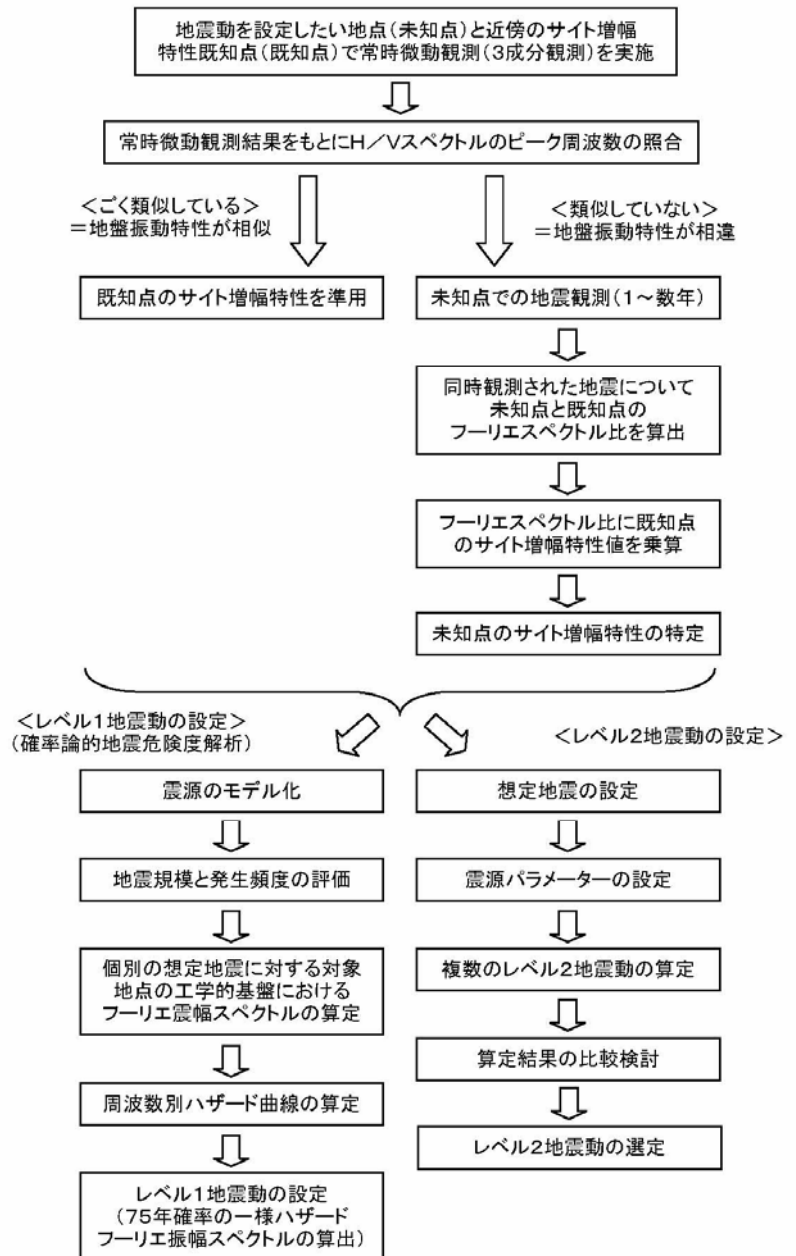 地震動を設定したい地点(未知点)と近傍のサイト増幅
特性既知点(既知点)で常時微動観測(3成分観測)を実施
常時微動観測結果をもとにH/Vスペクトルのピーク周波数の照合
<ごく類似している>
=地盤振動特性が相似
<類似していない>
=地盤振動特性が相違
既知点のサイト増幅特性を準用
未知点での地震観測(1~数年)
同時観測された地震について
未知点と既知点の
フーリエスペクトル比を算出
フーリエスペクトル比に既知点
のサイト増幅特性値を乗算
未知点のサイト増幅特性の特定
<レベル1地震動の設定>
(確率論的地震危険度解析)
<レベル2地震動の設定>
震源のモデル化
地震規模と発生頻度の評価
個別の想定地震に対する対象
地点の工学的基盤における
フーリエ震幅スペクトルの算定
周波数別ハザード曲線の算定
レベル1地震動の設定
(75年確率の一様ハザード
フーリエ振幅スペクトルの算出)
想定地震の設定
震源パラメーターの設定
複数のレベル2地震動の算定
算定結果の比較検討
レベル2地震動の選定